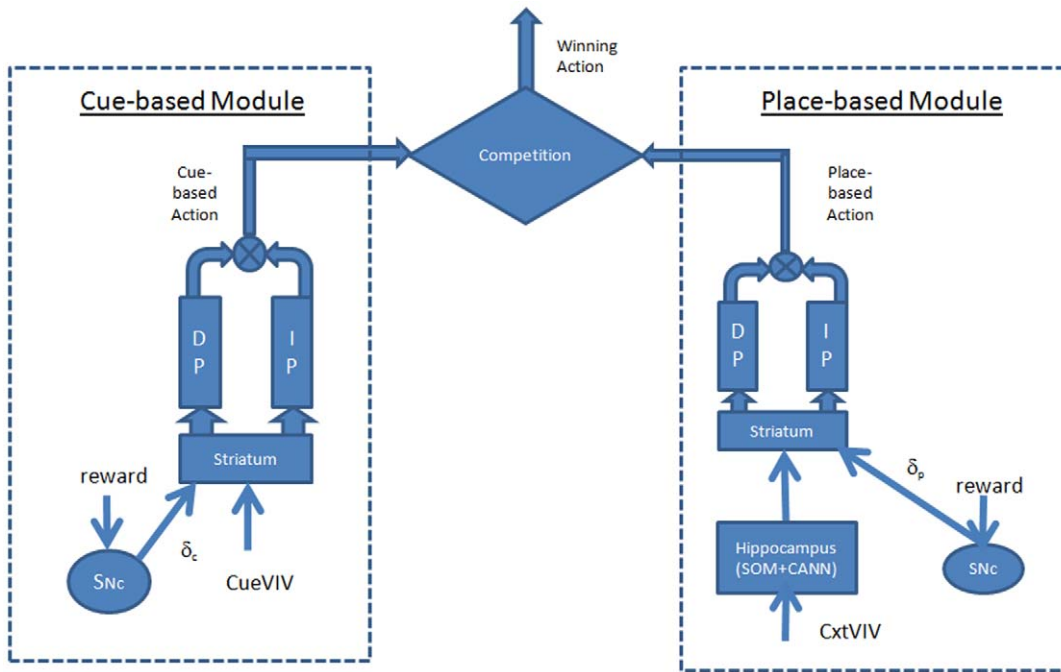 Winning
Action
Cue-based Module
Place-based Module
Competition
Cue-
based
Action
Place-
based
Action
D
P
I
P
D
P
I
P
Striatum
Striatum
reward
δc
SNc
CueVIV
δp
reward
Hippocampus
(SOM+CANN)
SNc
CxtVIV